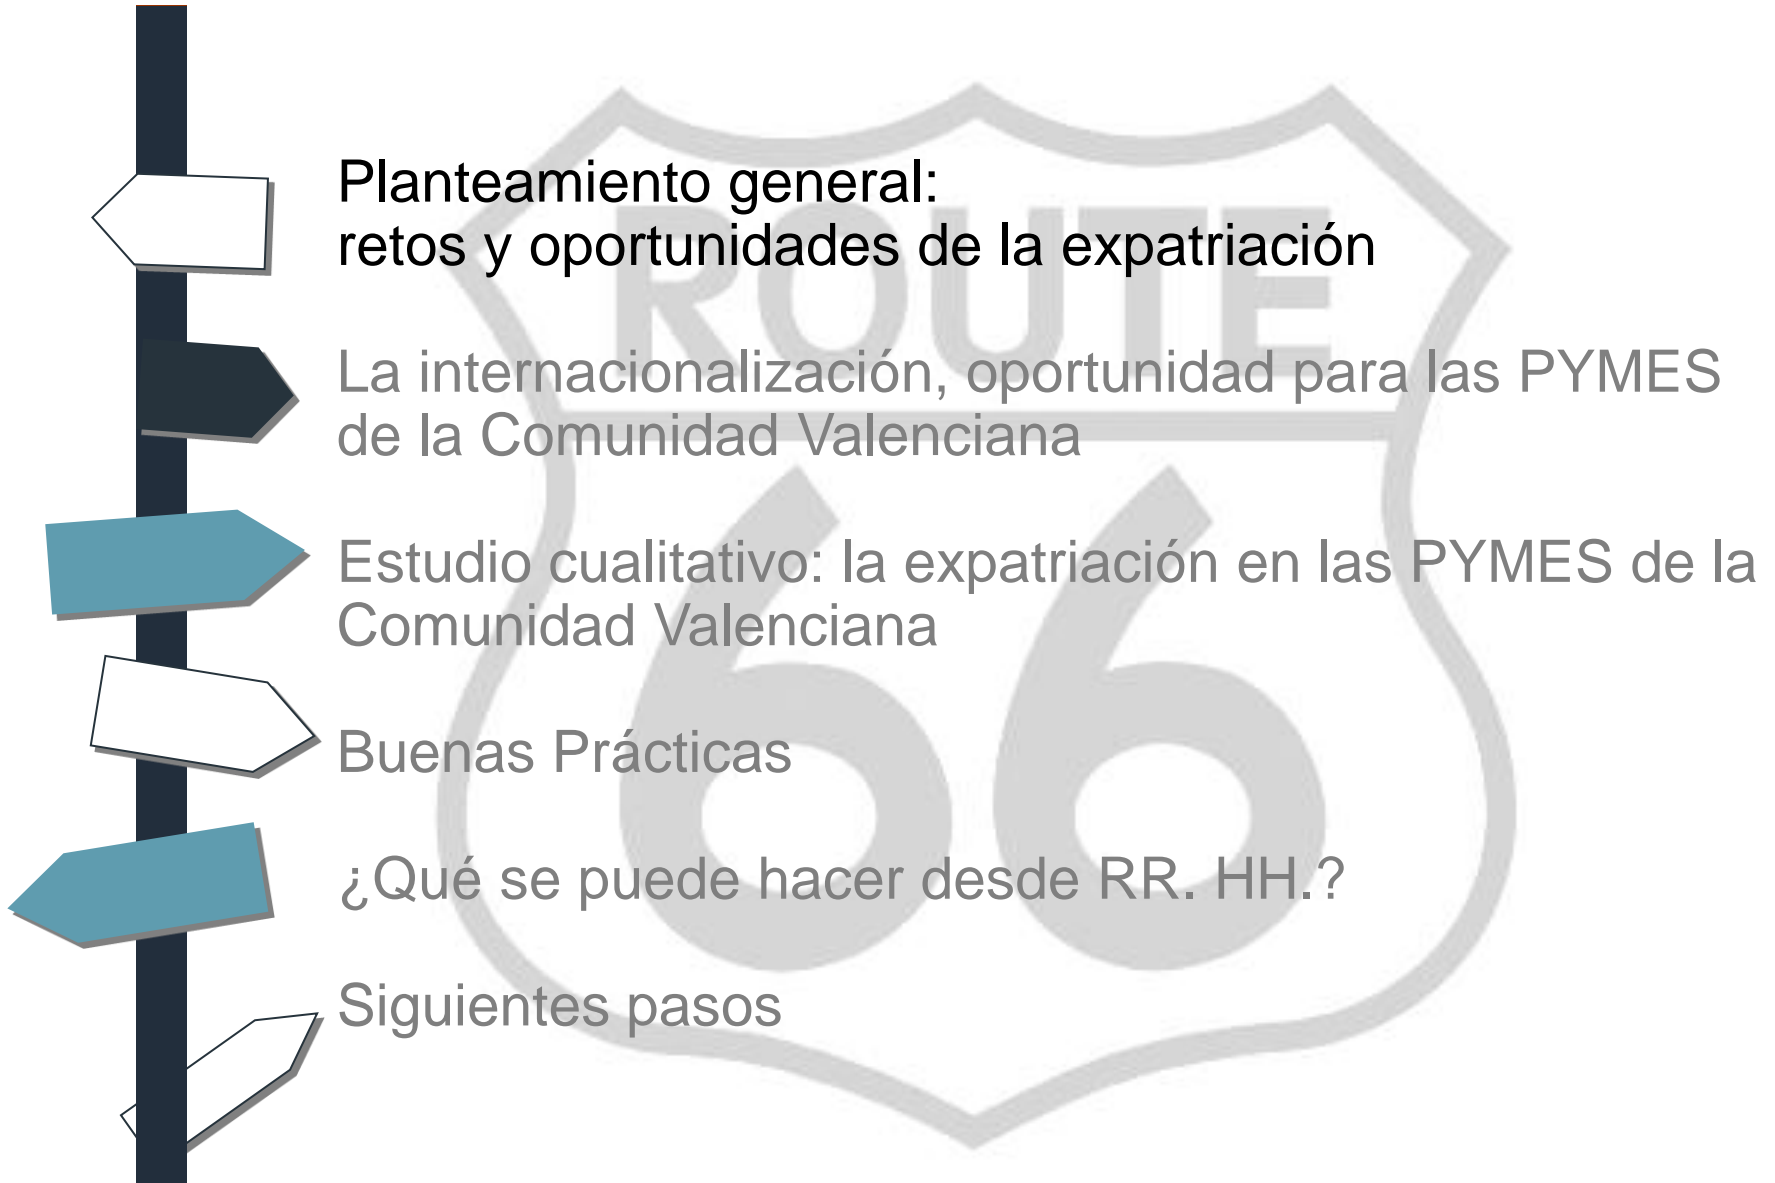 ROUTE
66
Planteamiento general:
retos y oportunidades de la expatriación
La internacionalización, oportunidad para las PYMES
de la Comunidad Valenciana
Estudio cualitativo: la expatriación en las PYMES de la
Comunidad Valenciana
Buenas Prácticas
¿Qué se puede hacer desde RR. HH.?
Siguientes pasos